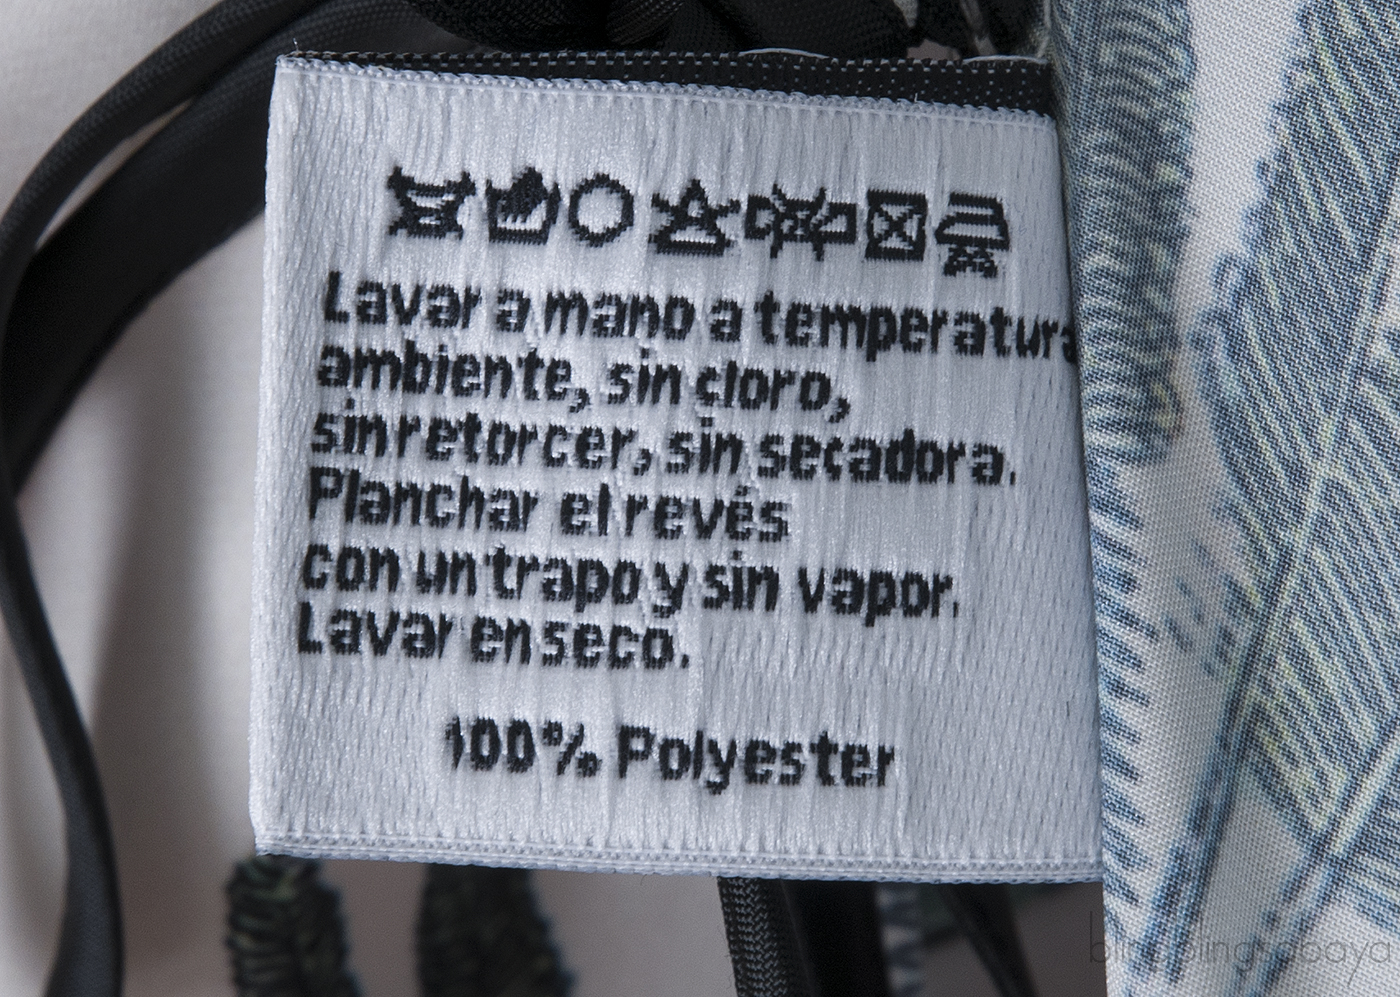 Lavar a mano a temperatura
ambiente, sin cloro,
sin retorcer, sin secadora.
Planchar el revés
con un trapo y sin vapor.
Lavar en seco.
100% Polyester